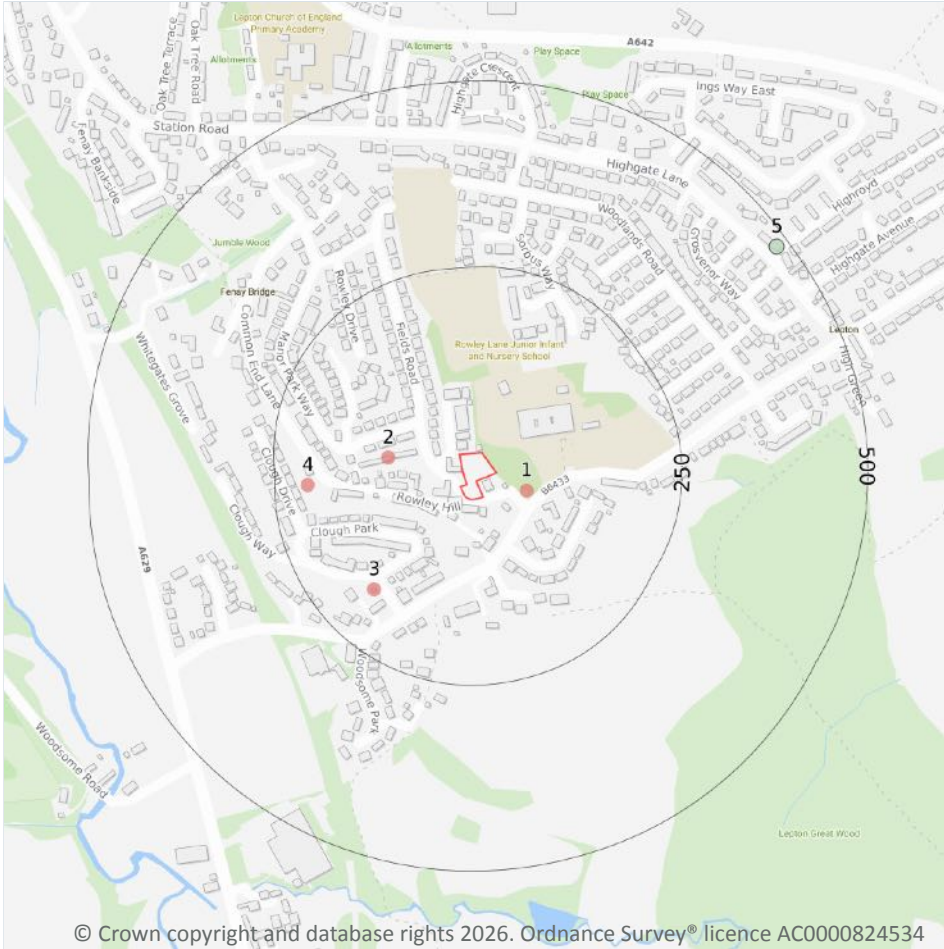 Lepton Church of England
Primary Academy
Oak Tree Terrace
Oak Tree Road
Allotments
Allotments
A642
Play Space
Play Space
Highgate Crescent
Ings Way East
Fenay Bankside
Station Road
Highgate Lane
Highroyd
Woodlands Road
Grosvenor Way
5
Highgate Avenue
Sorbus Way
Jumble Wood
Fenay Bridge
Rowley Drive
Fields Road
Manor Park Way
Common End Lane
Whitegates Grove
Rowley Lane Junior Infant
and Nursery School
Lepton
High Green
2
4
1
250
500
B6433
Rowley Hill
Clough Drive
Clough Way
Clough Park
3
A629
Woodsome Park
Woodsome Road
Lepton Great Wood
© Crown copyright and database rights 2026. Ordnance Survey® licence AC0000824534